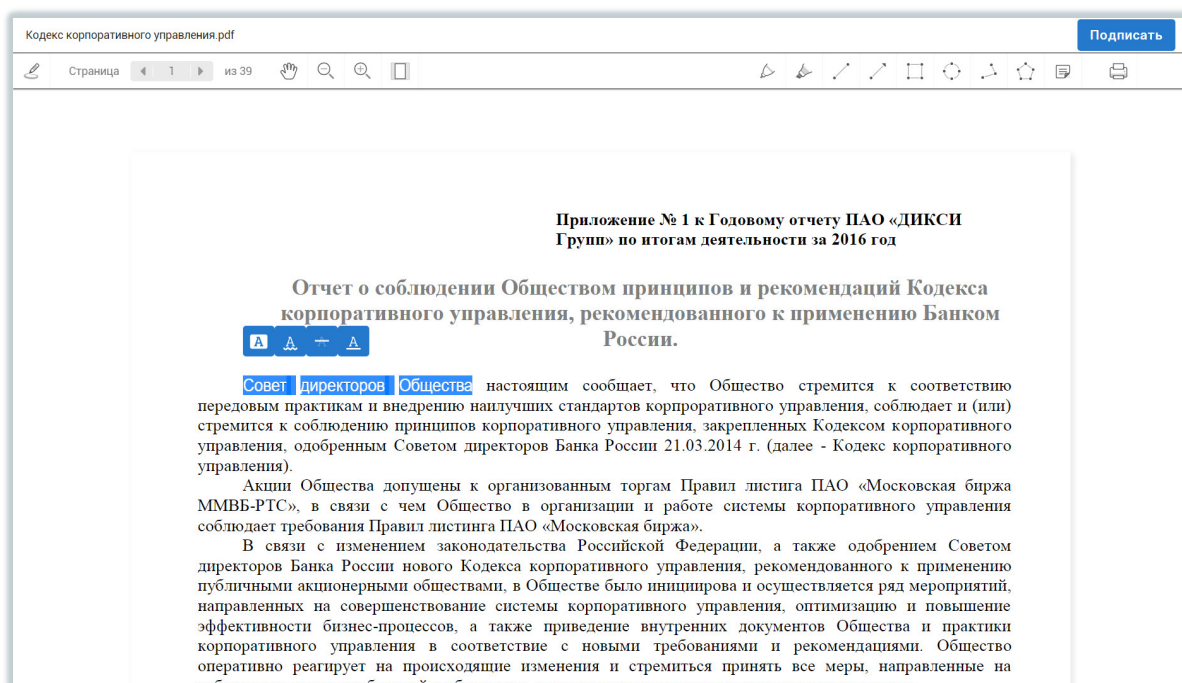 Кодекс корпоративного управления.pdf
Подписать
Страница 1 из 39
Приложение № 1 к Годовому отчету ПАО «ДИКСИ
Групп» по итогам деятельности за 2016 год
Отчет о соблюдении Обществом принципов и рекомендаций Кодекса
корпоративного управления, рекомендованного к применению Банком
России.
A A A A
Совет директоров Общества настоящим сообщает, что Общество стремится к соответствию
передовым практикам и внедрению наилучших стандартов корпроративного управления, соблюдает и (или)
стремится к соблюдению принципов корпоративного управления, закрепленных Кодексом корпоративного
управления, одобренным Советом директоров Банка России 21.03.2014 г. (далее - Кодекс корпоративного
управления).
Акции Общества допущены к организованным торгам Правил листига ПАО «Московская биржа
ММВБ-РТС», в связи с чем Общество в организации и работе системы корпоративного управления
соблюдает требования Правил листинга ПАО «Московская биржа».
В связи с изменением законодательства Российской Федерации, а также одобрением Советом
директоров Банка России нового Кодекса корпоративного управления, рекомендованного к применению
публичными акционерными обществами, в Обществе было инициирова и осуществляется ряд мероприятий,
направленных на совершенствование системы корпоративного управления, оптимизацию и повышение
эффективности бизнес-процессов, а также приведение внутренних документов Общества и практики
корпоративного управления в соответствие с новыми требованиями и рекомендациями. Общество
оперативно реагирует на происходящие изменения и стремиться принять все меры, направленные на